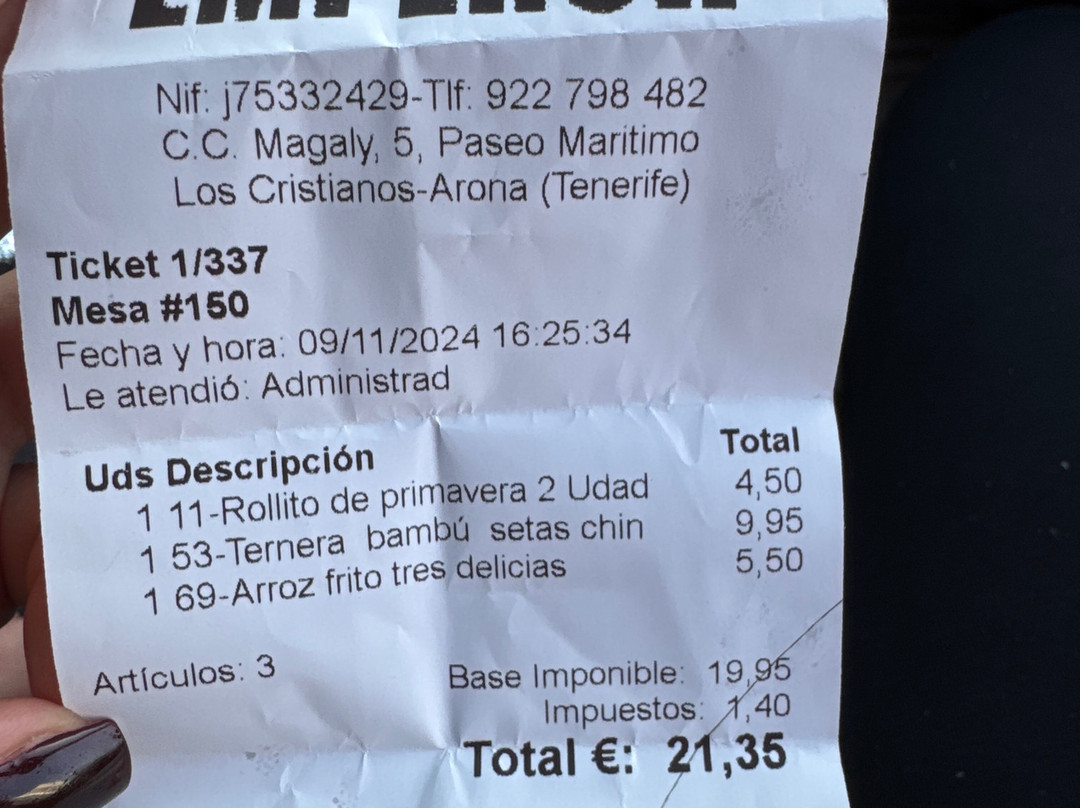 Nif: j75332429-Tlf: 922 798 482
C.C. Magaly, 5, Paseo Maritimo
Los Cristianos-Arona (Tenerife)
Ticket 1/337
Mesa #150
Fecha y hora: 09/11/2024 16:25:34
Le atendió: Administrad
Uds Descripción Total
1 11-Rollito de primavera 2 Udad 4,50
1 53-Ternera bambú setas chin 9,95
1 69-Arroz frito tres delicias 5,50
Artículos: 3 Base Imponible: 19,95
Impuestos: 1,40
Total €: 21,35